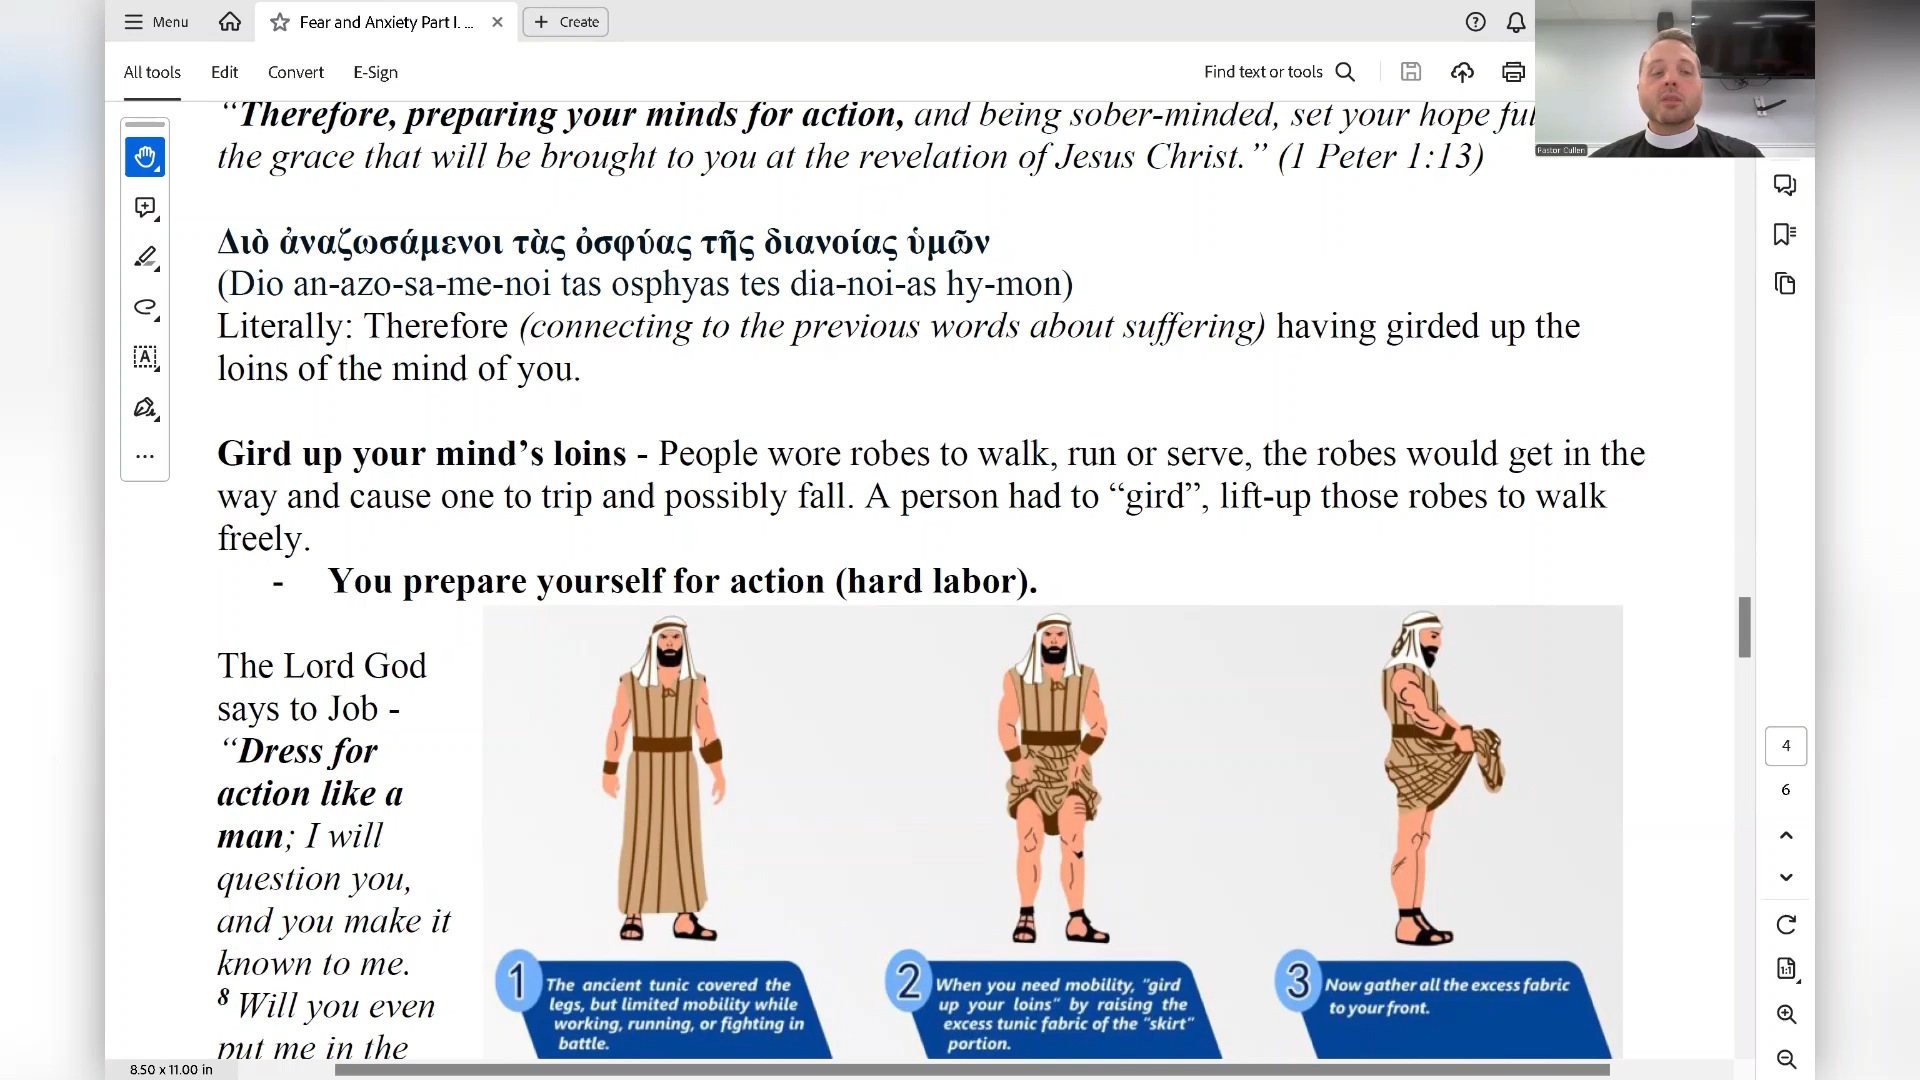 Menu
Fear and Anxiety Part I. ...
Create
All tools
Edit
Convert
E-Sign
Find text or tools
Pastor Cullen
“Therefore, preparing your minds for action, and being sober-minded, set your hope ful
the grace that will be brought to you at the revelation of Jesus Christ.” (1 Peter 1:13)
Διὸ ἀναζωσάμενοι τὰς ὀσφύας τῆς διανοίας ὑμῶν
(Dio an-azo-sa-me-noi tas osphyas tes dia-noi-as hy-mon)
Literally: Therefore (connecting to the previous words about suffering) having girded up the
loins of the mind of you.
Gird up your mind’s loins - People wore robes to walk, run or serve, the robes would get in the
way and cause one to trip and possibly fall. A person had to “gird”, lift-up those robes to walk
freely.
- You prepare yourself for action (hard labor).
The Lord God
says to Job -
“Dress for
action like a
man; I will
question you,
and you make it
known to me.
8 Will you even
put me in the
1
The ancient tunic covered the
legs, but limited mobility while
working, running, or fighting in
battle.
2
When you need mobility, "gird
up your loins" by raising the
excess tunic fabric of the "skirt"
portion.
3
Now gather all the excess fabric
to your front.
4
6
1:1
8.50 x 11.00 in